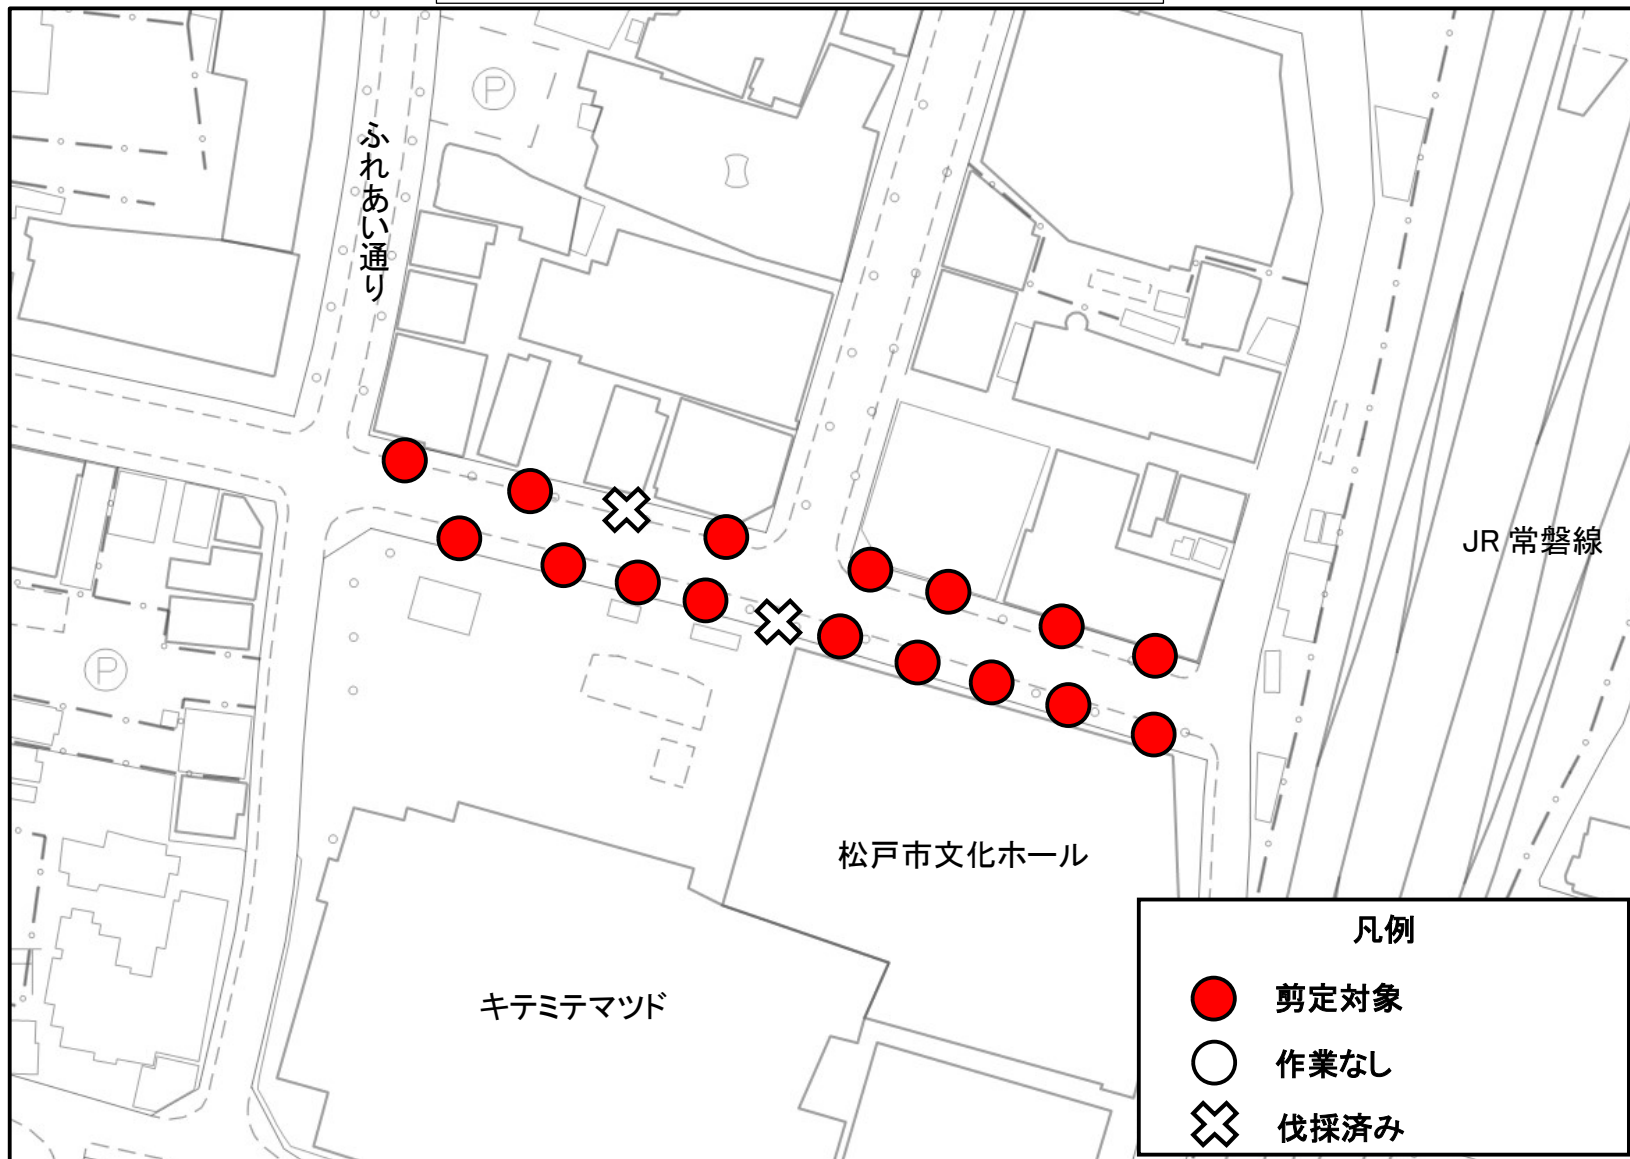 Ⓟ
ふれあい通り
JR 常磐線
Ⓟ
松戸市文化ホール
キテミテマツド
凡例
剪定対象
作業なし
伐採済み